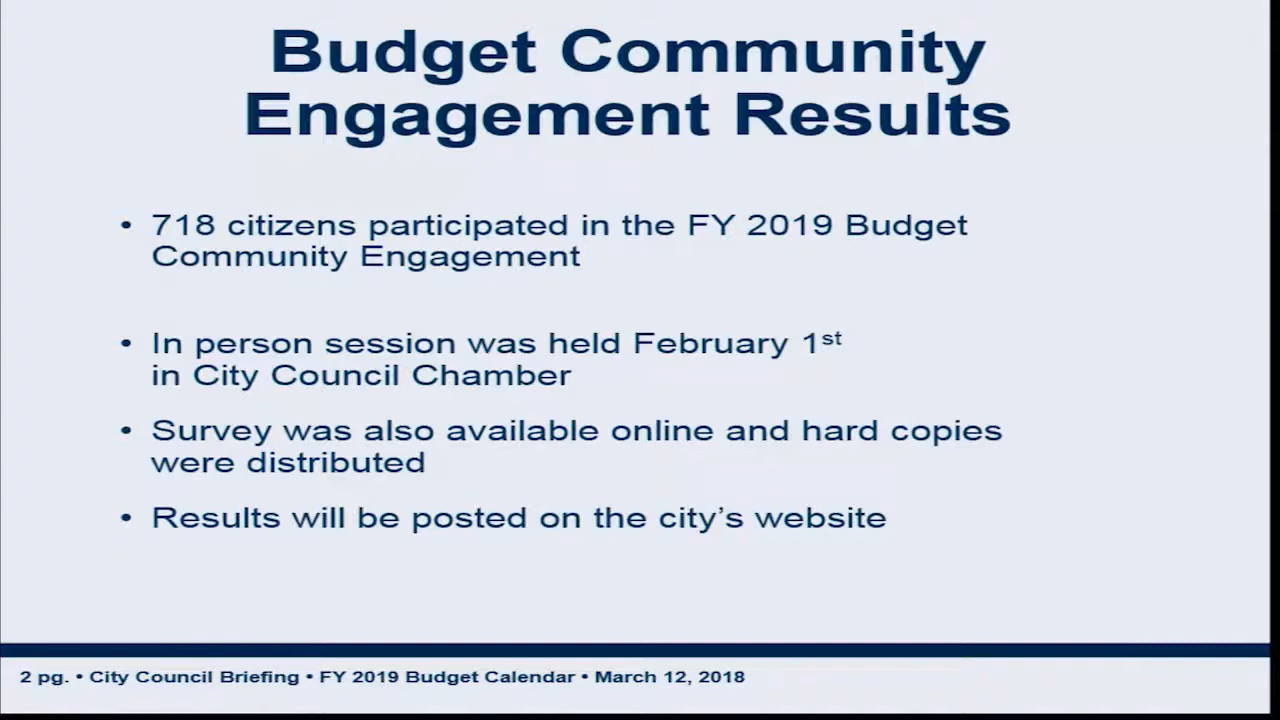 Budget Community
Engagement Results
• 718 citizens participated in the FY 2019 Budget
Community Engagement
• In person session was held February 1st
in City Council Chamber
• Survey was also available online and hard copies
were distributed
• Results will be posted on the city’s website
2 pg. • City Council Briefing • FY 2019 Budget Calendar • March 12, 2018